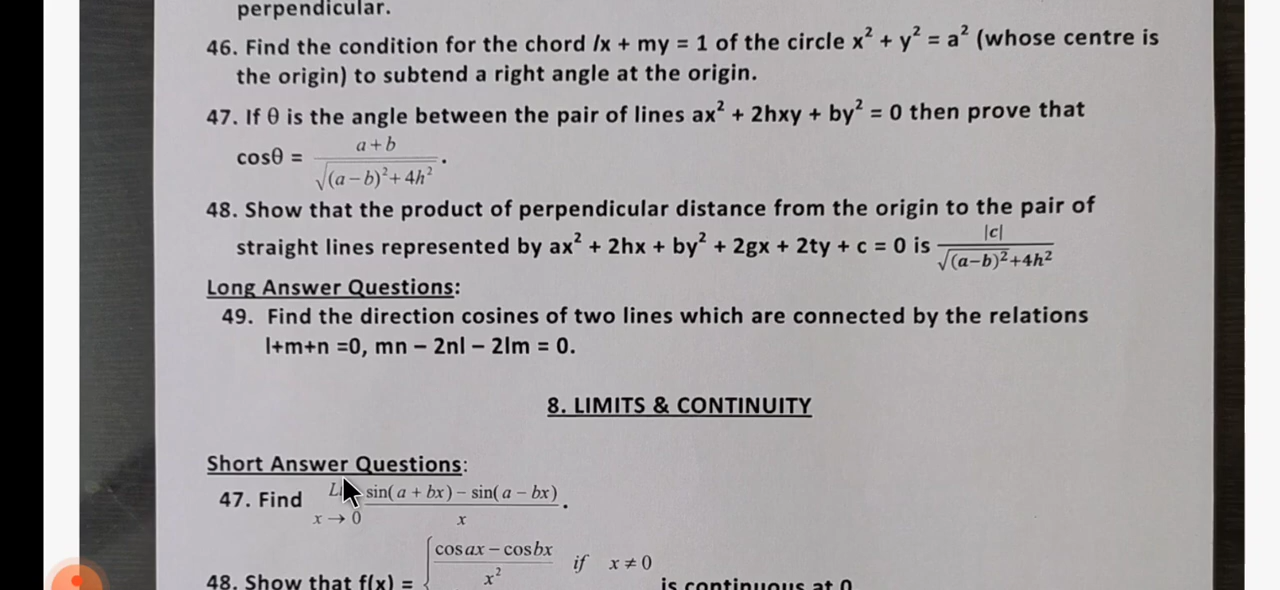 perpendicular.
46. Find the condition for the chord lx + my = 1 of the circle x² + y² = a² (whose centre is
the origin) to subtend a right angle at the origin.
47. If θ is the angle between the pair of lines ax² + 2hxy + by² = 0 then prove that
cosθ = (a+b)/√((a−b)²+4h²).
48. Show that the product of perpendicular distance from the origin to the pair of
straight lines represented by ax² + 2hx + by² + 2gx + 2ty + c = 0 is |c|/√((a−b)²+4h²)
Long Answer Questions:
49. Find the direction cosines of two lines which are connected by the relations
l+m+n =0, mn – 2nl – 2lm = 0.
8. LIMITS & CONTINUITY
Short Answer Questions:
47. Find x → 0 (sin(a + bx) – sin(a – bx))/x.
48. Show that f(x) = { (cosax – cosbx)/x² if x ≠ 0
is continuous at 0